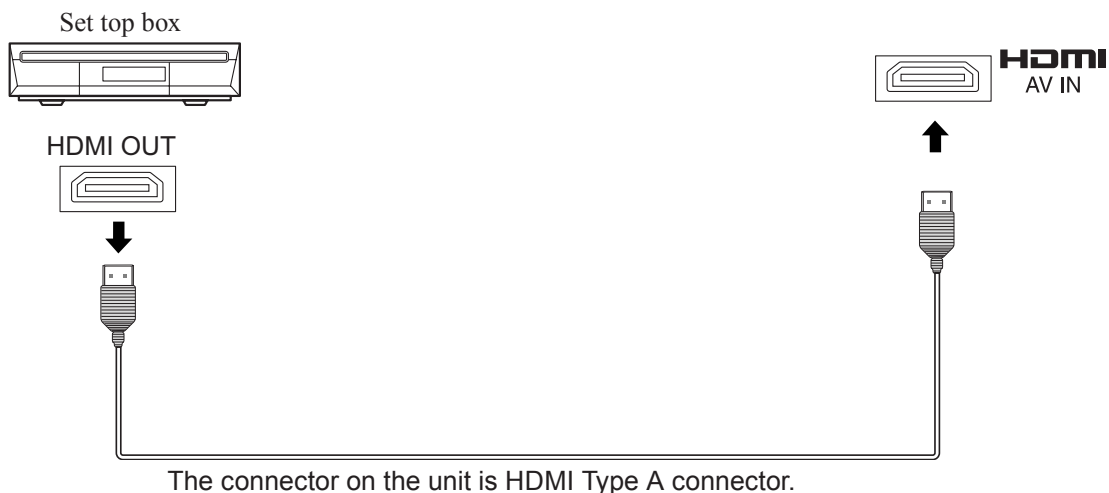 Set top box
HDMI
AV IN
HDMI OUT
The connector on the unit is HDMI Type A connector.